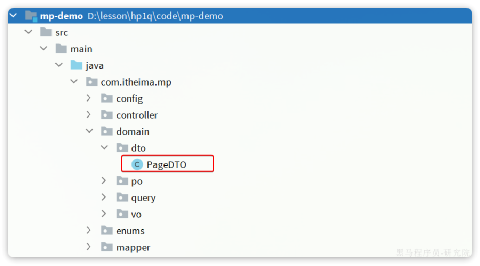 mp-demo D:\lesson\hp1q\code\mp-demo
src
main
java
com.itheima.mp
config
controller
domain
dto
C PageDTO
po
query
vo
enums
mapper